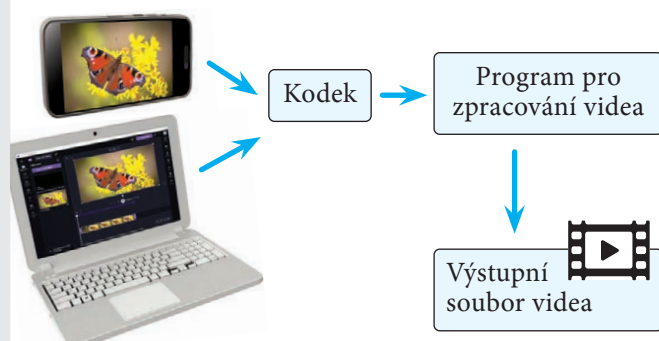 Kodek
Program pro
zpracování videa
Výstupní
soubor videa